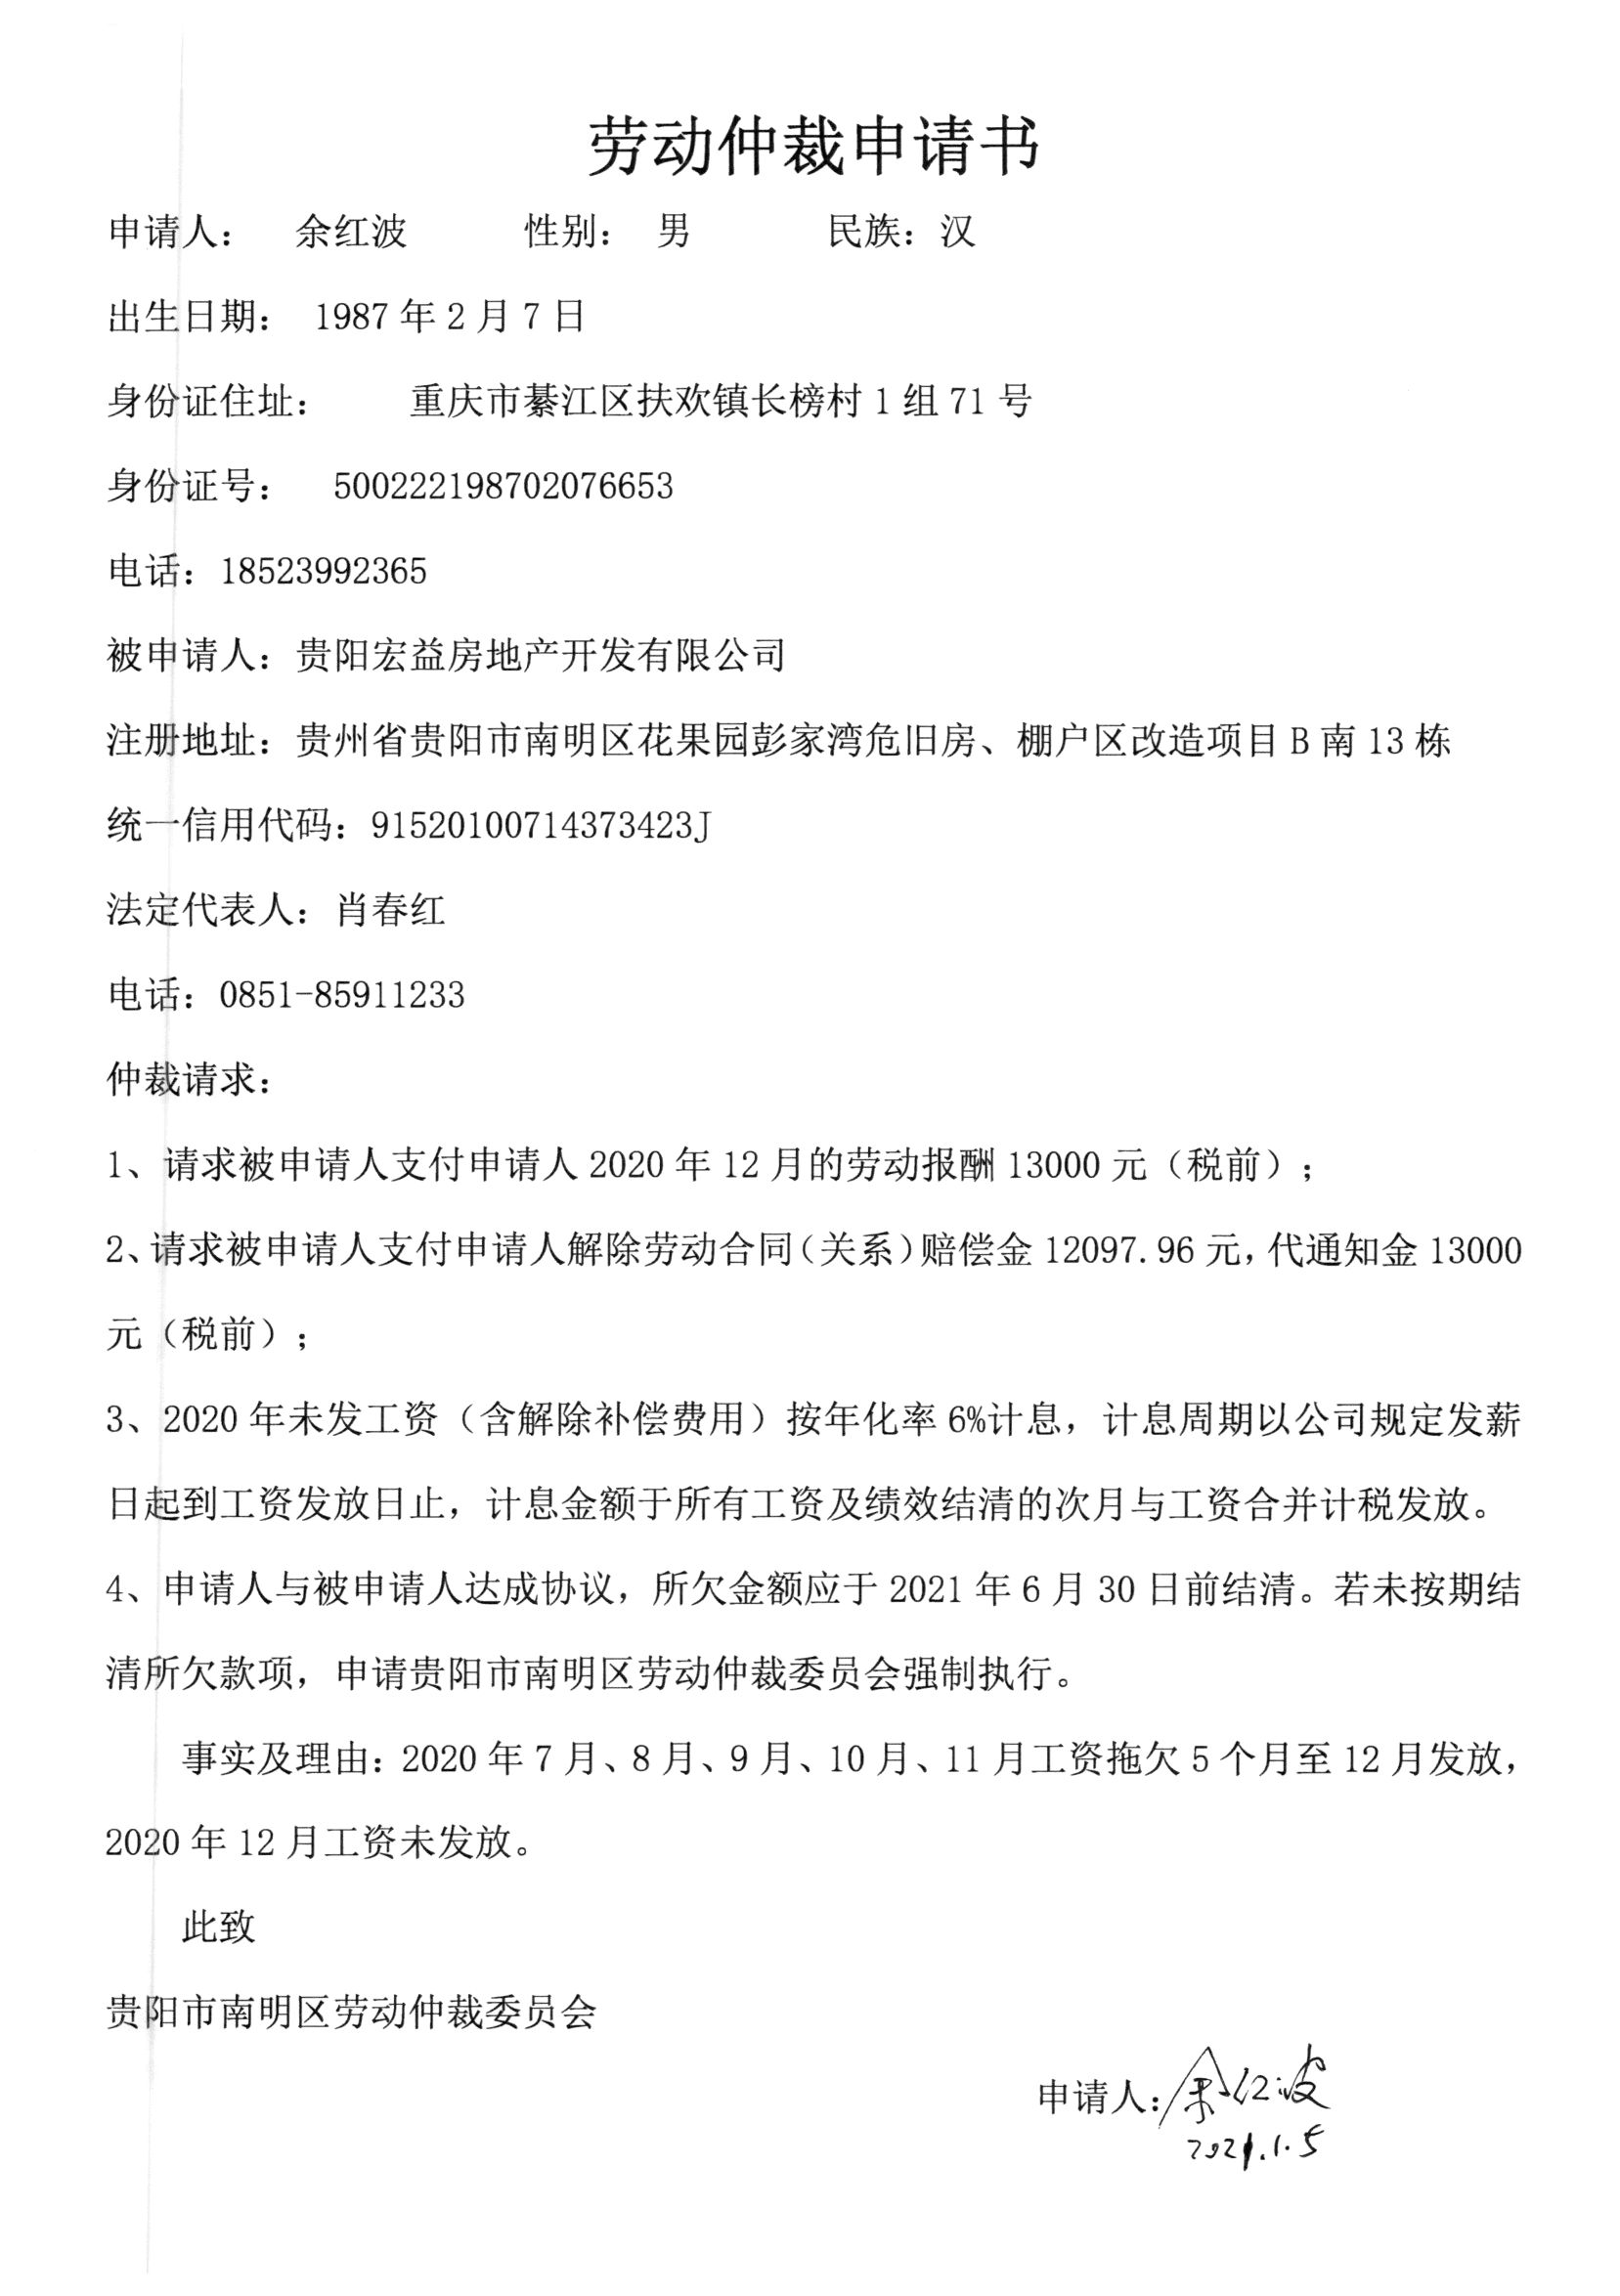 劳动仲裁申请书
申请人： 余红波 性别： 男 民族：汉
出生日期： 1987 年 2 月 7 日
身份证住址： 重庆市綦江区扶欢镇长榜村 1 组 71 号
身份证号： 500222198702076653
电话：18523992365
被申请人：贵阳宏益房地产开发有限公司
注册地址：贵州省贵阳市南明区花果园彭家湾危旧房、棚户区改造项目 B 南 13 栋
统一信用代码：91520100714373423J
法定代表人：肖春红
电话：0851-85911233
仲裁请求：
1、请求被申请人支付申请人 2020 年 12 月的劳动报酬 13000 元（税前）；
2、请求被申请人支付申请人解除劳动合同（关系）赔偿金 12097.96 元，代通知金 13000
元（税前）；
3、2020 年未发工资（含解除补偿费用）按年化率 6%计息，计息周期以公司规定发薪
日起到工资发放日止，计息金额于所有工资及绩效结清的次月与工资合并计税发放。
4、申请人与被申请人达成协议，所欠金额应于 2021 年 6 月 30 日前结清。若未按期结
清所欠款项，申请贵阳市南明区劳动仲裁委员会强制执行。
事实及理由：2020 年 7 月、8 月、9 月、10 月、11 月工资拖欠 5 个月至 12 月发放，
2020 年 12 月工资未发放。
此致
贵阳市南明区劳动仲裁委员会
申请人：余红波
2021.1.5